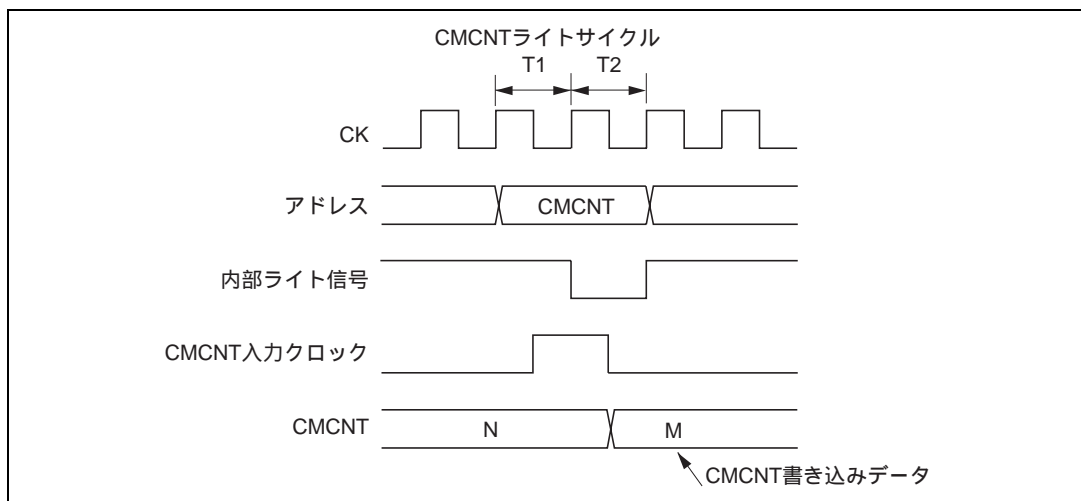 CMCNTライトサイクル
T1 T2
CK
アドレス CMCNT
内部ライト信号
CMCNT入力クロック
CMCNT N M
CMCNT書き込みデータ